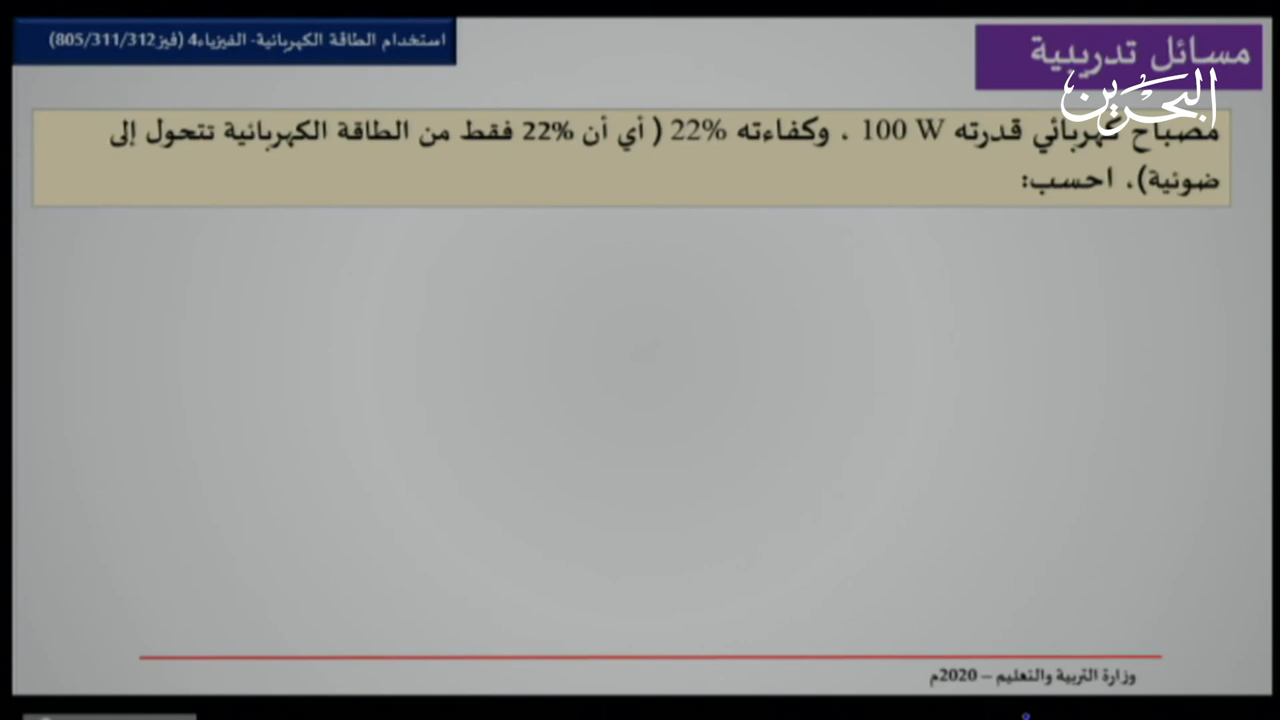 مسائل تدريبية
استخدام الطاقة الكهربائية- الفيزياء4 (فيز805/311/312)
البحرين
مصباح كهربائي قدرته 100 W . وكفاءته 22% ( أي أن 22% فقط من الطاقة الكهربائية تتحول إلى
ضوئية). احسب:
وزارة التربية والتعليم – 2020م